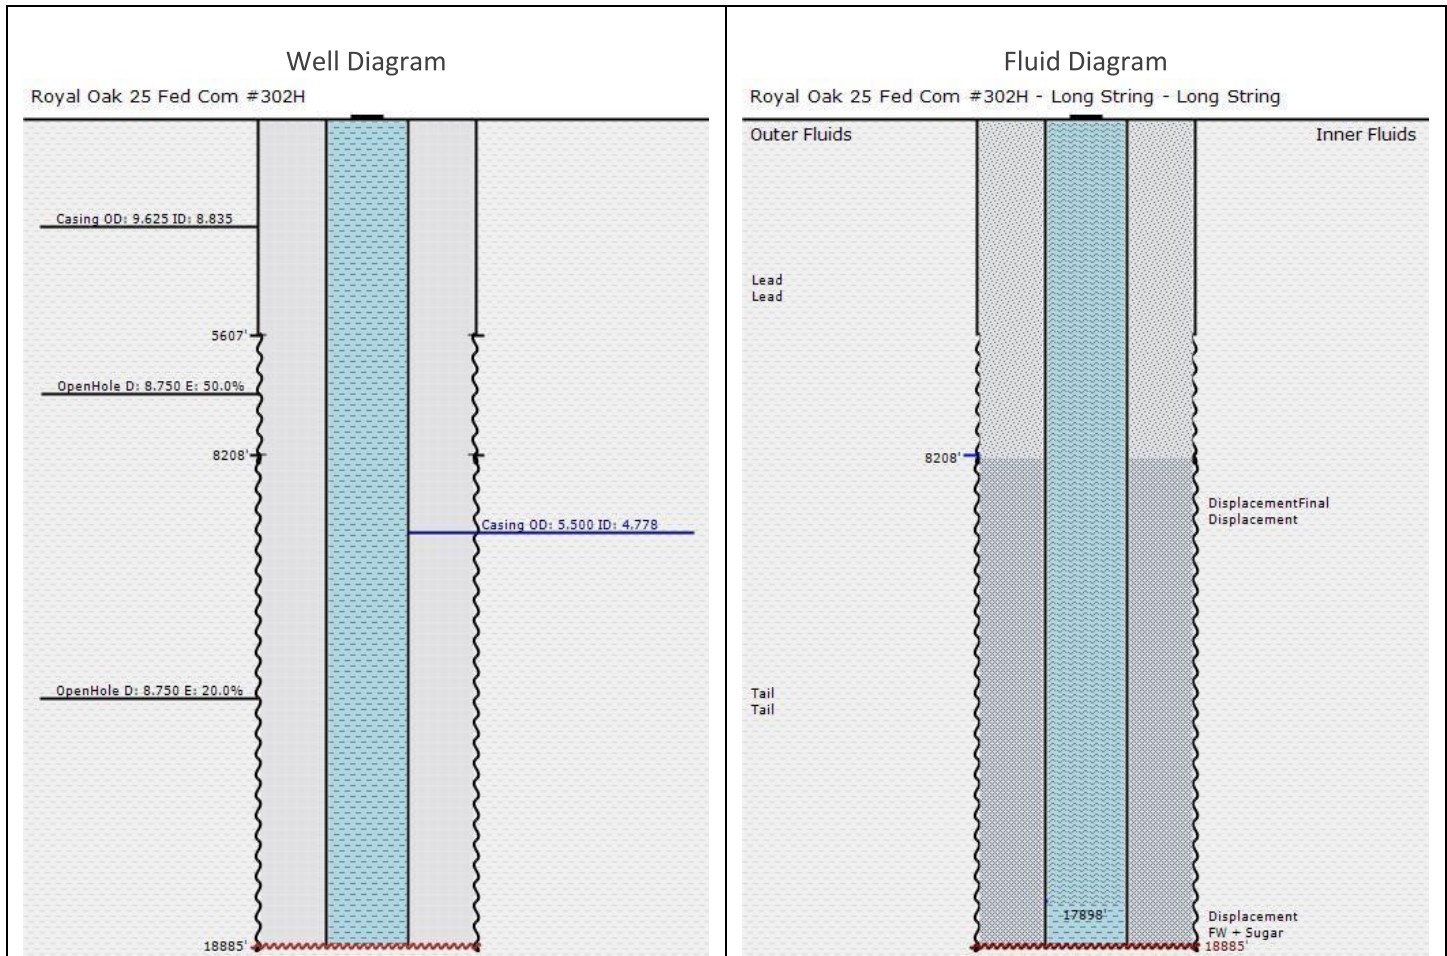 Well Diagram
Royal Oak 25 Fed Com #302H
Casing OD: 9.625 ID: 8.835
5607'
OpenHole D: 8.750 E: 50.0%
8208'
Casing OD: 5.500 ID: 4.778
OpenHole D: 8.750 E: 20.0%
18885'
Fluid Diagram
Royal Oak 25 Fed Com #302H - Long String - Long String
Outer Fluids
Inner Fluids
Lead
Lead
8208'
DisplacementFinal
Displacement
Tail
Tail
17898'
Displacement
FW + Sugar
18885'